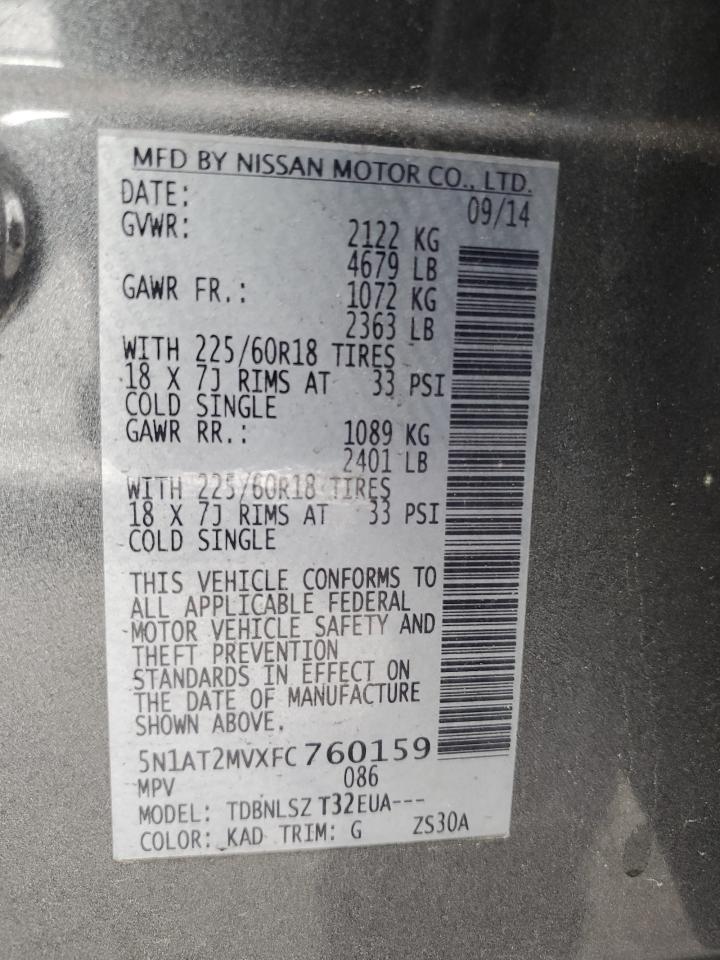 MFD BY NISSAN MOTOR CO., LTD.
DATE: 09/14
GVWR: 2122 KG
4679 LB
GAWR FR.: 1072 KG
2363 LB
WITH 225/60R18 TIRES
18 X 7J RIMS AT 33 PSI
COLD SINGLE
GAWR RR.: 1089 KG
2401 LB
WITH 225/60R18 TIRES
18 X 7J RIMS AT 33 PSI
COLD SINGLE
THIS VEHICLE CONFORMS TO
ALL APPLICABLE FEDERAL
MOTOR VEHICLE SAFETY AND
THEFT PREVENTION
STANDARDS IN EFFECT ON
THE DATE OF MANUFACTURE
SHOWN ABOVE.
5N1AT2MVXFC760159
MPV 086
MODEL: TDBNLSZ T32EUA---
COLOR: KAD TRIM: G ZS30A